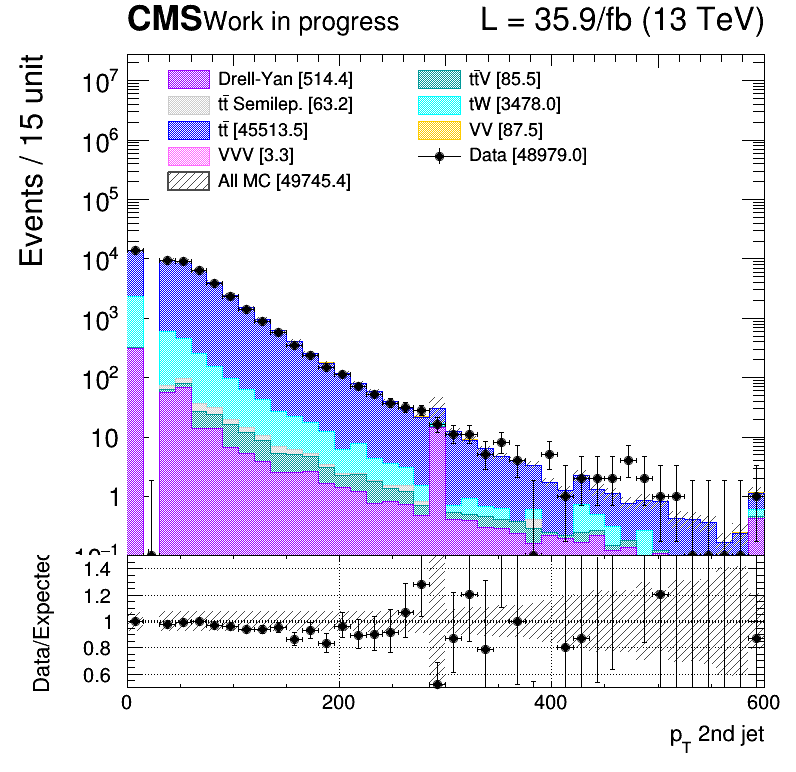 CMS Work in progress L = 35.9/fb (13 TeV)
Events / 15 unit
Drell-Yan [514.4]
tt̄ Semilep. [63.2]
tt̄ [45513.5]
VVV [3.3]
All MC [49745.4]
tt̄V [85.5]
tW [3478.0]
VV [87.5]
Data [48979.0]
10⁷
10⁶
10⁵
10⁴
10³
10²
10
1
10⁻¹
Data/Expected
1.4
1.2
1
0.8
0.6
0 200 400 600
p_T 2nd jet